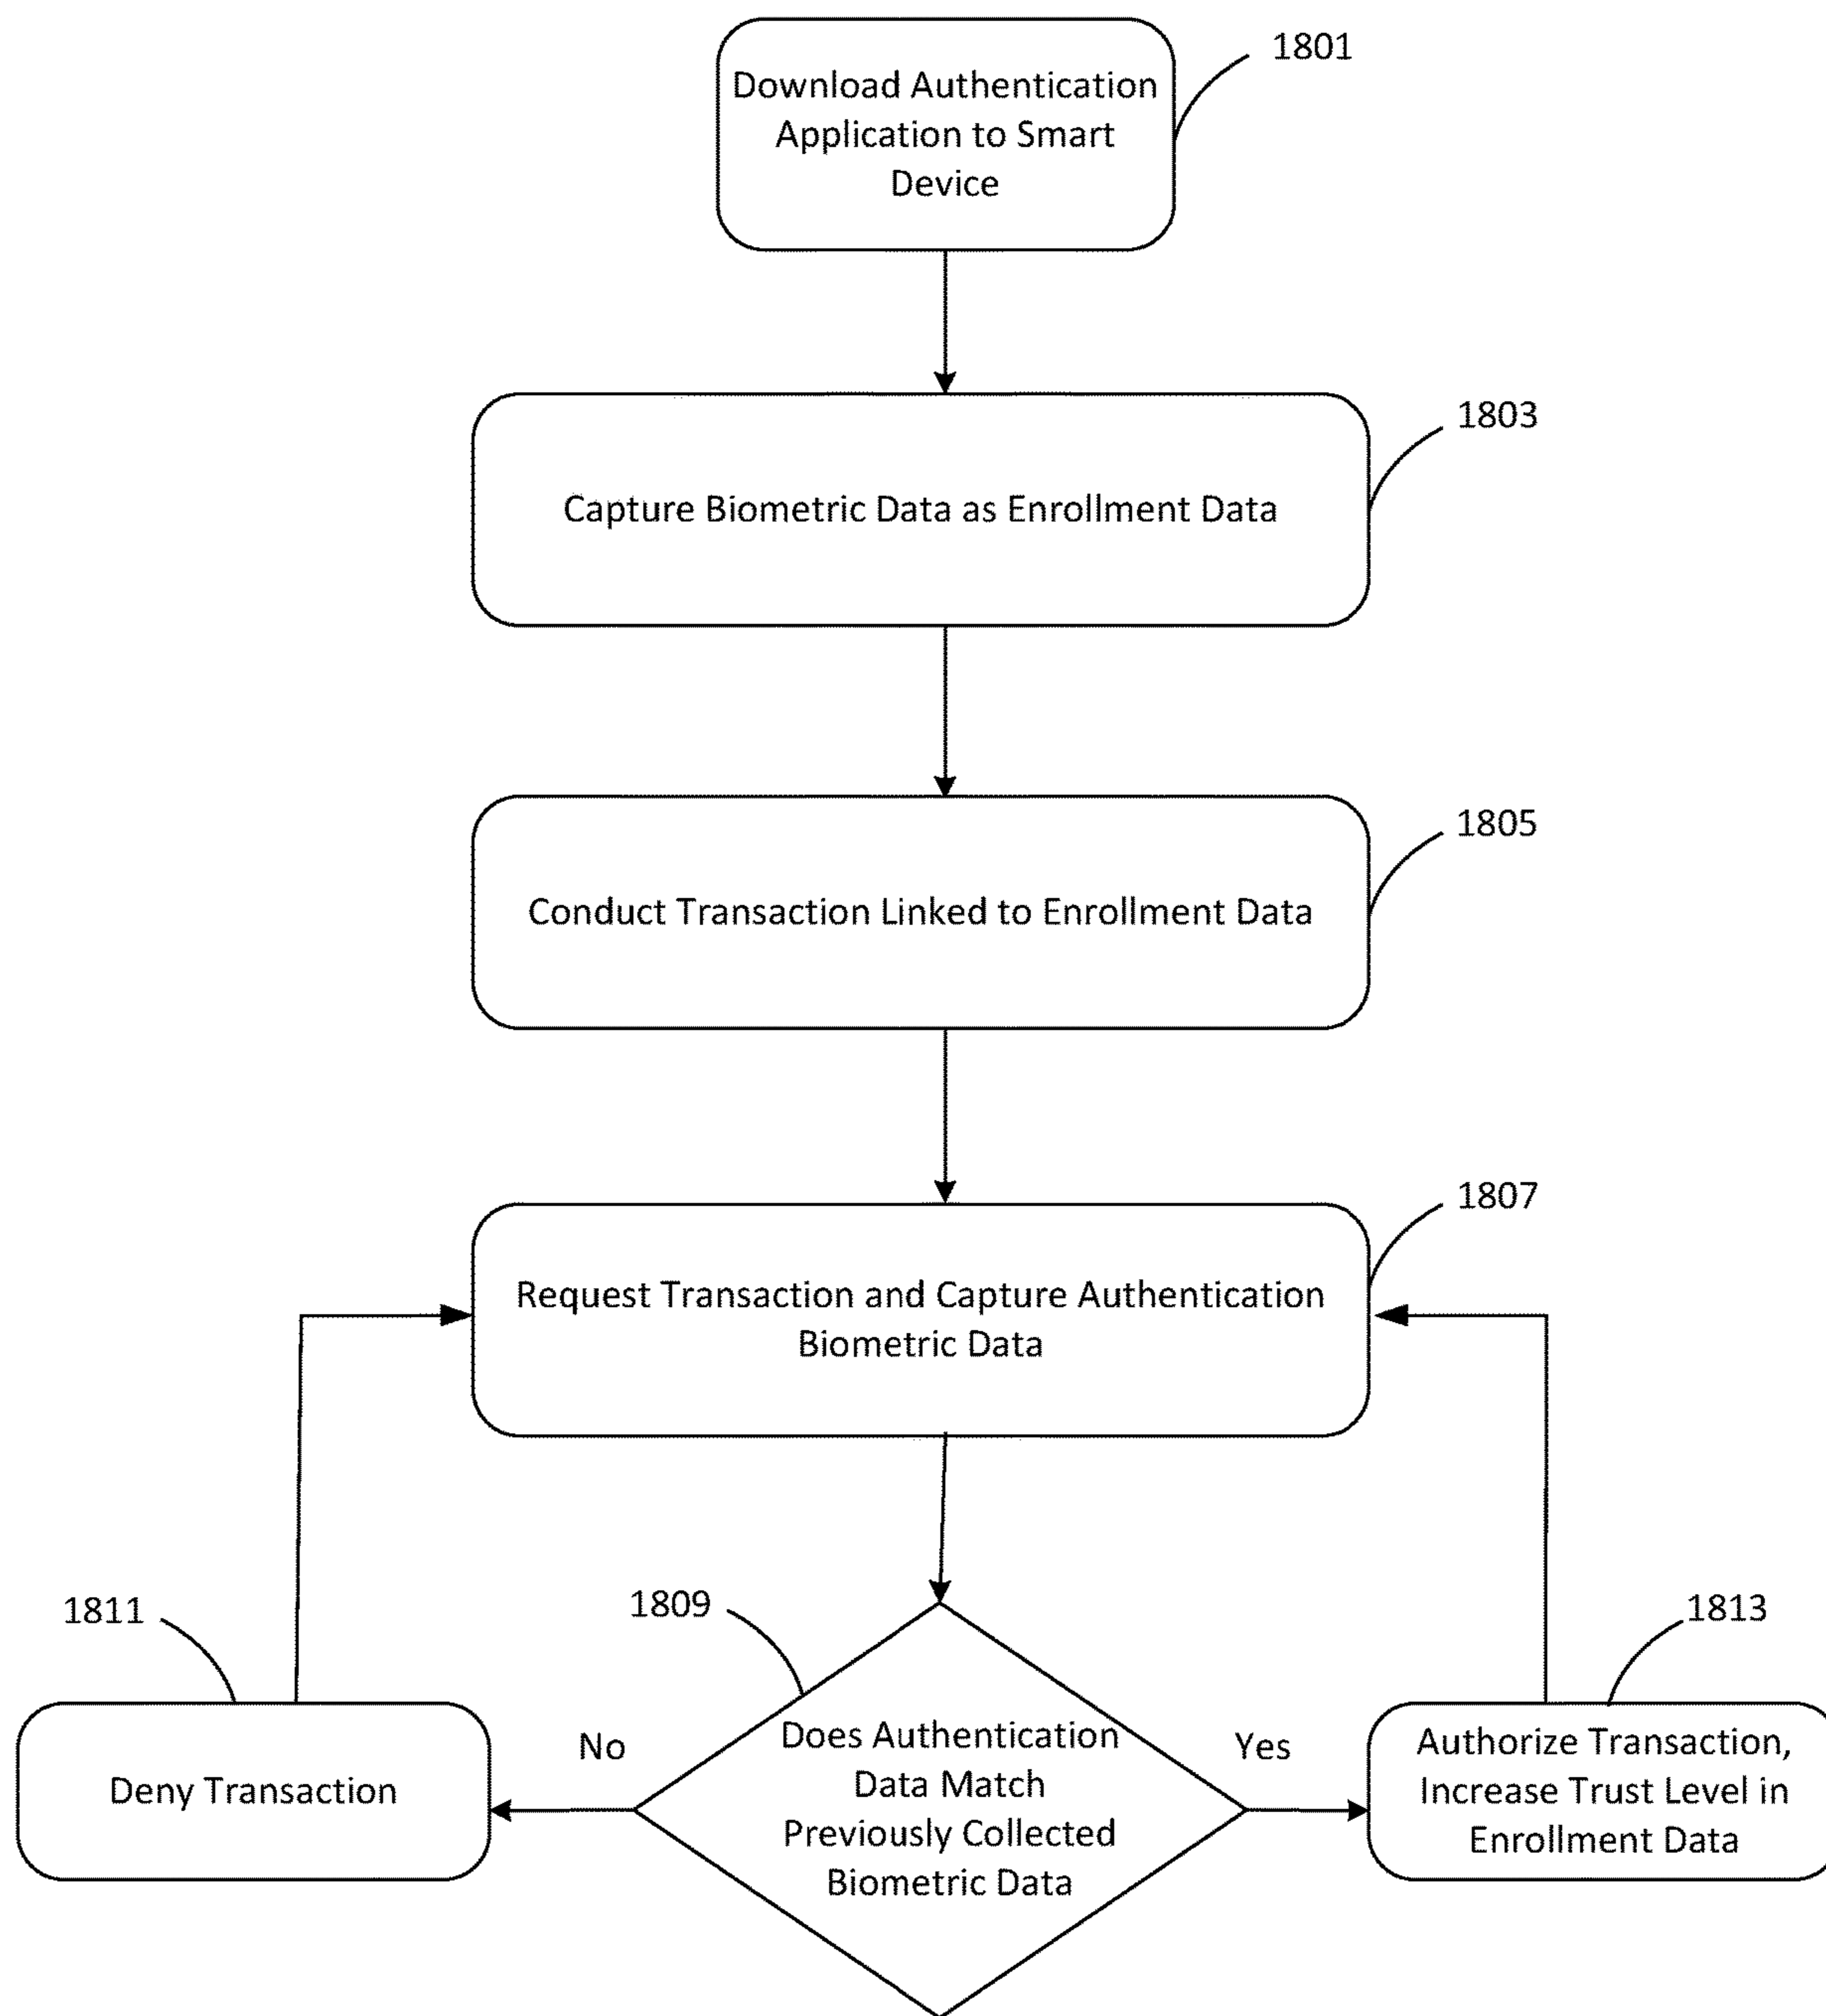 1801
Download Authentication
Application to Smart
Device
1803
Capture Biometric Data as Enrollment Data
1805
Conduct Transaction Linked to Enrollment Data
1807
Request Transaction and Capture Authentication
Biometric Data
1811
1809
1813
No
Yes
Deny Transaction
Does Authentication
Data Match
Previously Collected
Biometric Data
Authorize Transaction,
Increase Trust Level in
Enrollment Data